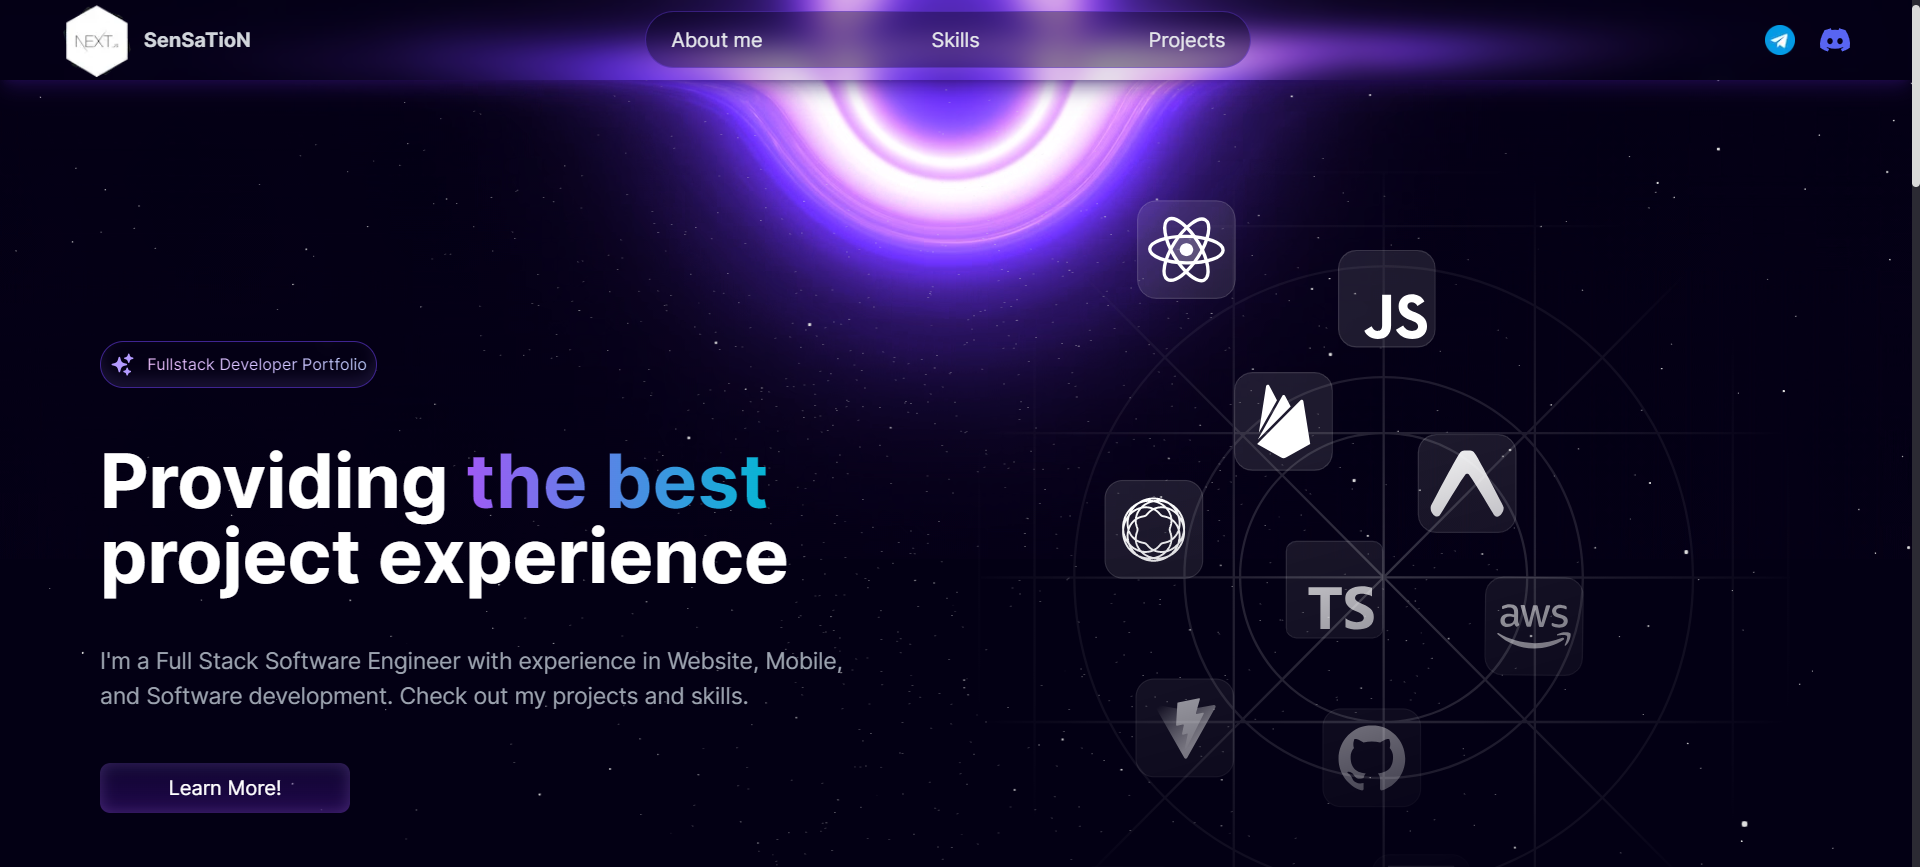 NEXT.JS
SenSaTioN
About me
Skills
Projects
Fullstack Developer Portfolio
Providing the best
project experience
I'm a Full Stack Software Engineer with experience in Website, Mobile,
and Software development. Check out my projects and skills.
Learn More!
JS
TS
aws